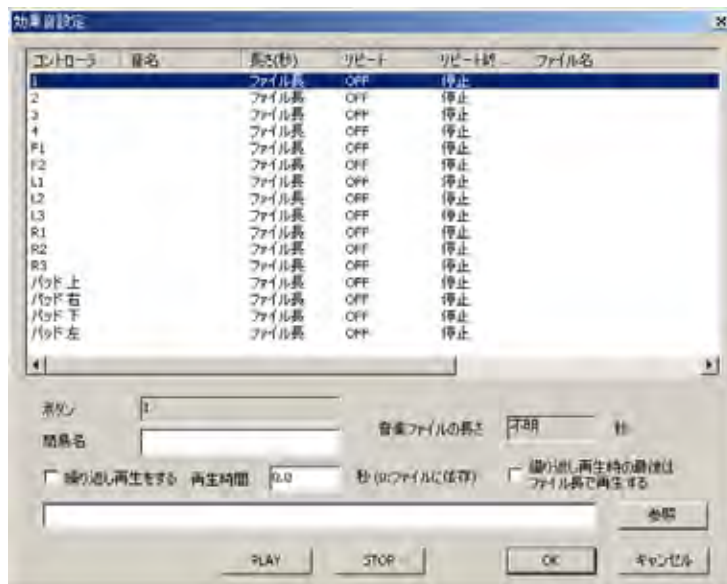 効果音設定
コントローラ 音名 長さ(秒) リピート リピート終... ファイル名
1 ファイル長 OFF 停止
2 ファイル長 OFF 停止
3 ファイル長 OFF 停止
4 ファイル長 OFF 停止
F1 ファイル長 OFF 停止
F2 ファイル長 OFF 停止
L1 ファイル長 OFF 停止
L2 ファイル長 OFF 停止
L3 ファイル長 OFF 停止
R1 ファイル長 OFF 停止
R2 ファイル長 OFF 停止
R3 ファイル長 OFF 停止
パッド 上 ファイル長 OFF 停止
パッド 右 ファイル長 OFF 停止
パッド 下 ファイル長 OFF 停止
パッド 左 ファイル長 OFF 停止
ボタン 1
音楽ファイルの長さ 不明 秒
簡易名
繰り返し再生をする 再生時間 0.0 秒 (0:ファイルに依存) 繰り返し再生時の最後は
ファイル長で再生する
参照
PLAY STOP OK キャンセル